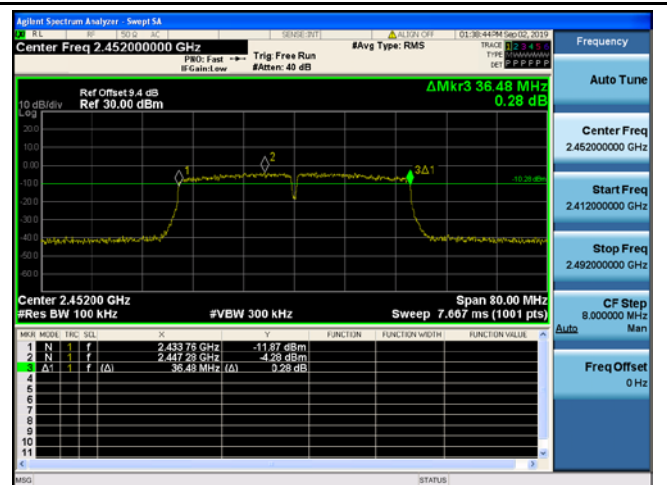 Agilent Spectrum Analyzer - Swept SA
RL RF 50 Ω AC SENSE:INT ALIGN OFF 01:38:44PM Sep 02, 2019
Center Freq 2.452000000 GHz #Avg Type: RMS TRACE 1 2 3 4 5 6
PNO: Fast Trig: Free Run TYPE MWWWWW
IFGain:Low #Atten: 40 dB DET P P P P P P
Ref Offset 9.4 dB ΔMkr3 36.48 MHz
10 dB/div Ref 30.00 dBm 0.28 dB
Log
20.0
10.0
0.00
-10.0
-20.0
-30.0
-40.0
-50.0
-60.0
1
2
3Δ1
-10.28 dBm
Center 2.45200 GHz Span 80.00 MHz
#Res BW 100 kHz #VBW 300 kHz Sweep 7.667 ms (1001 pts)
MKR MODE TRC SCL X Y FUNCTION FUNCTION WIDTH FUNCTION VALUE
1 N 1 f 2.433 76 GHz -11.87 dBm
2 N 1 f 2.447 28 GHz -4.28 dBm
3 Δ1 1 f (Δ) 36.48 MHz (Δ) 0.28 dB
4
5
6
7
8
9
10
11
MSG STATUS
Frequency
Auto Tune
Center Freq
2.452000000 GHz
Start Freq
2.412000000 GHz
Stop Freq
2.492000000 GHz
CF Step
8.000000 MHz
Auto Man
Freq Offset
0 Hz